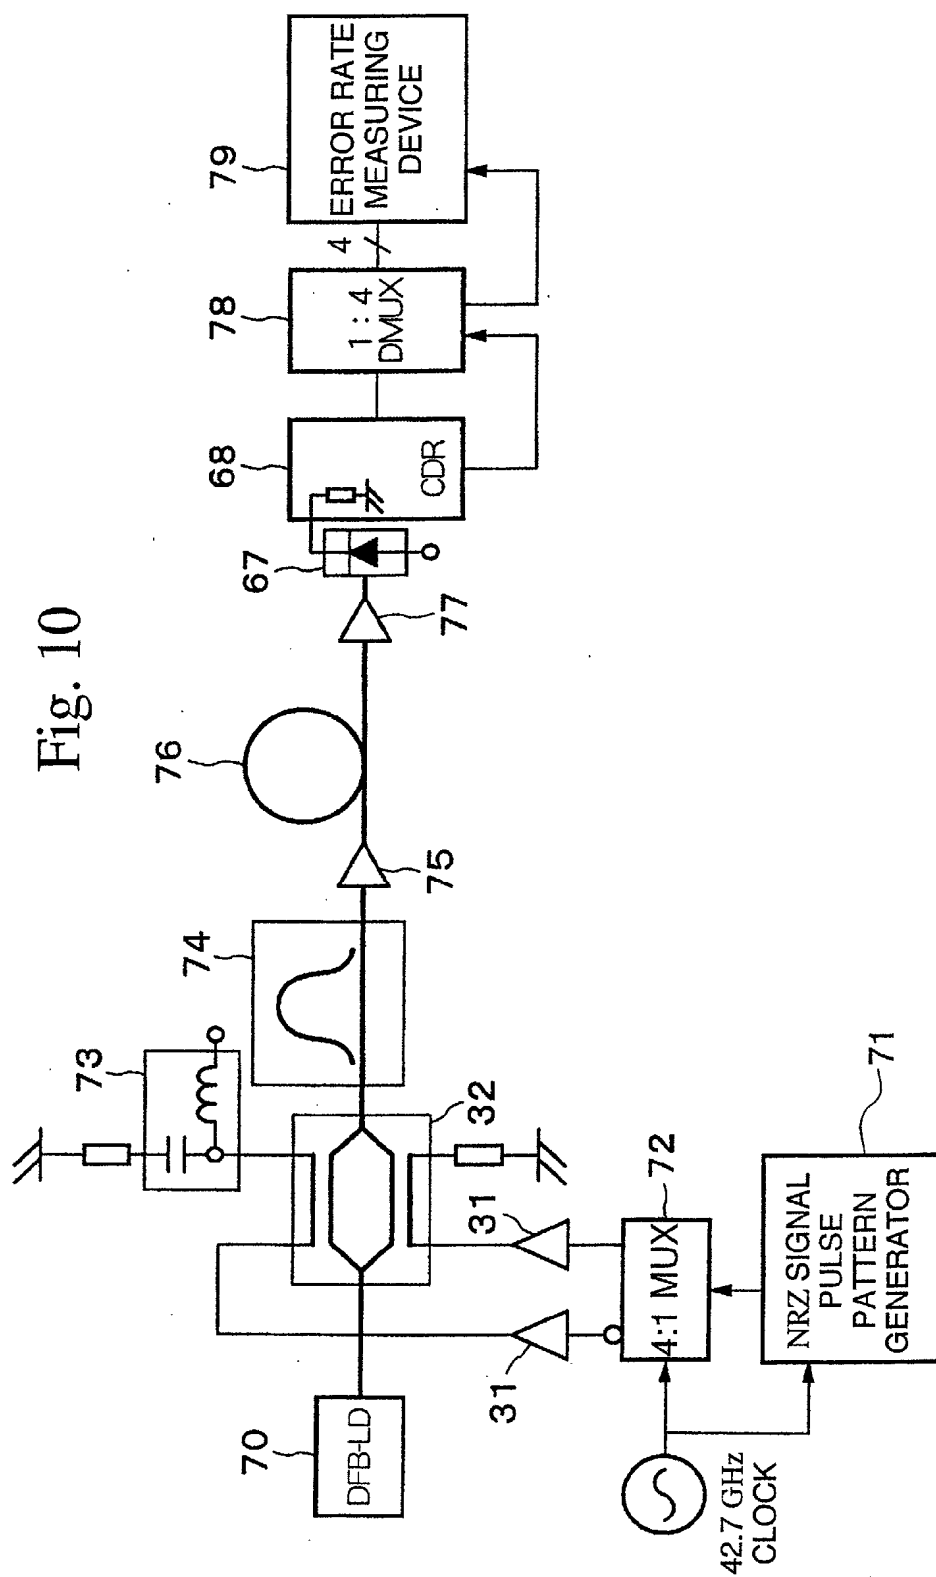 Fig. 10
70
DFB-LD
73
32
74
75
76
77
67
68
CDR
78
1 : 4
DMUX
4
79
ERROR RATE
MEASURING
DEVICE
31
31
72
4:1 MUX
42.7 GHz
CLOCK
71
NRZ SIGNAL
PULSE
PATTERN
GENERATOR